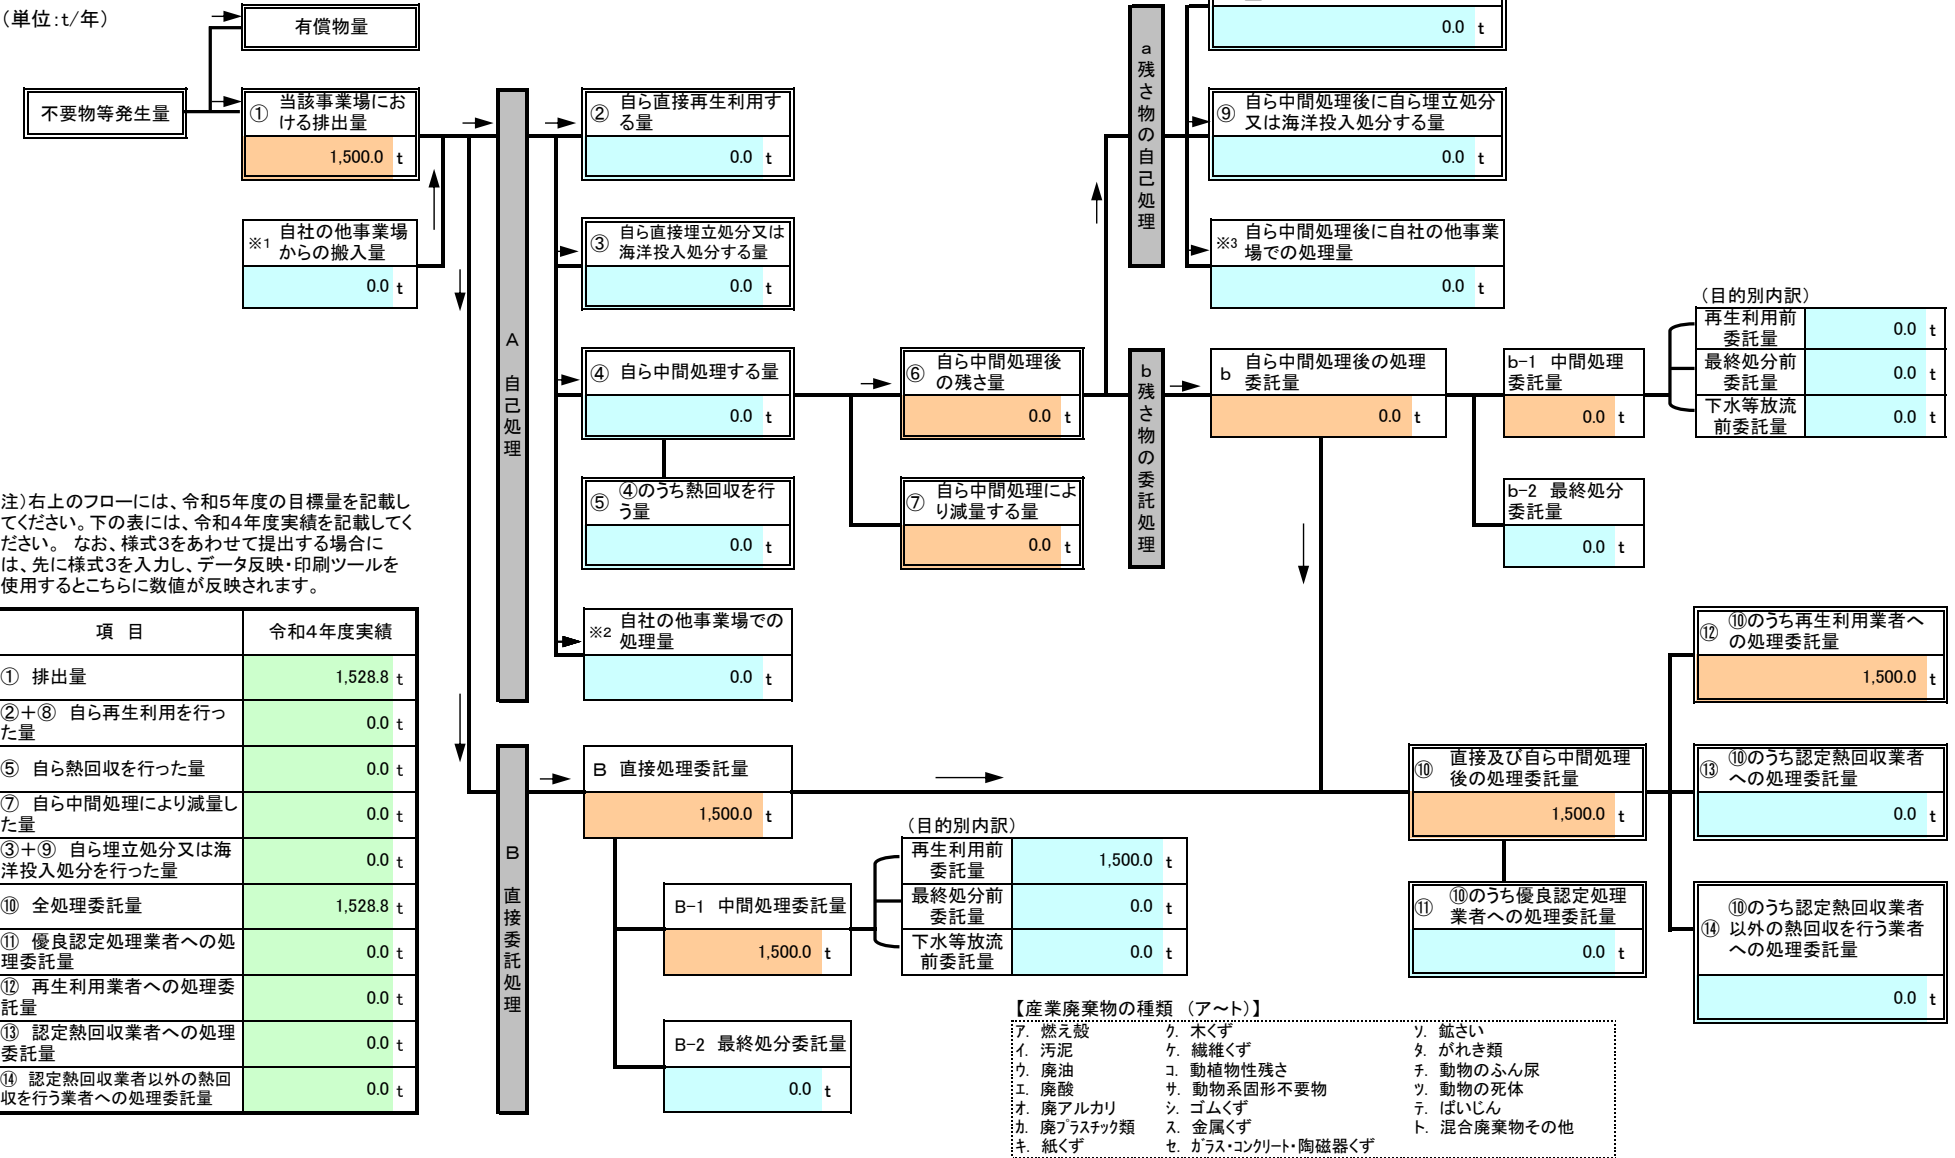 （単位:ｔ/年）
有償物量
不要物等発生量
① 当該事業場にお
ける排出量
1,500.0 t
※1 自社の他事業場
からの搬入量
0.0 t
A 自己処理
② 自ら直接再生利用す
る量
0.0 t
③ 自ら直接埋立処分又は
海洋投入処分する量
0.0 t
④ 自ら中間処理する量
0.0 t
⑤ ④のうち熱回収を行
う量
0.0 t
※2 自社の他事業場での
処理量
0.0 t
⑥ 自ら中間処理後
の残さ量
0.0 t
⑦ 自ら中間処理によ
り減量する量
0.0 t
a 残さ物の自己処理
0.0 t
⑨ 自ら中間処理後に自ら埋立処分
又は海洋投入処分する量
0.0 t
※3 自ら中間処理後に自社の他事業
場での処理量
0.0 t
b 残さ物の委託処理
b 自ら中間処理後の処理
委託量
0.0 t
b-1 中間処理
委託量
0.0 t
b-2 最終処分
委託量
0.0 t
（目的別内訳）
再生利用前
委託量
0.0 t
最終処分前
委託量
0.0 t
下水等放流
前委託量
0.0 t
注）右上のフローには、令和５年度の目標量を記載し
てください。下の表には、令和４年度実績を記載してく
ださい。 なお、様式３をあわせて提出する場合に
は、先に様式３を入力し、データ反映・印刷ツールを
使用するとこちらに数値が反映されます。
項 目 令和４年度実績
① 排出量 1,528.8 t
②＋⑧ 自ら再生利用を行っ
た量 0.0 t
⑤ 自ら熱回収を行った量 0.0 t
⑦ 自ら中間処理により減量し
た量 0.0 t
③＋⑨ 自ら埋立処分又は海
洋投入処分を行った量 0.0 t
⑩ 全処理委託量 1,528.8 t
⑪ 優良認定処理業者への処
理委託量 0.0 t
⑫ 再生利用業者への処理委
託量 0.0 t
⑬ 認定熱回収業者への処理
委託量 0.0 t
⑭ 認定熱回収業者以外の熱回
収を行う業者への処理委託量 0.0 t
B 直接委託処理
B 直接処理委託量
1,500.0 t
B-1 中間処理委託量
1,500.0 t
B-2 最終処分委託量
0.0 t
（目的別内訳）
再生利用前
委託量
1,500.0 t
最終処分前
委託量
0.0 t
下水等放流
前委託量
0.0 t
⑩ 直接及び自ら中間処理
後の処理委託量
1,500.0 t
⑪ ⑩のうち優良認定処理
業者への処理委託量
0.0 t
⑫ ⑩のうち再生利用業者へ
の処理委託量
1,500.0 t
⑬ ⑩のうち認定熱回収業者
への処理委託量
0.0 t
⑭ ⑩のうち認定熱回収業者
以外の熱回収を行う業者
への処理委託量
0.0 t
【産業廃棄物の種類 （ア～ト）】
ア. 燃え殻 ク. 木くず ソ. 鉱さい
イ. 汚泥 ケ. 繊維くず タ. がれき類
ウ. 廃油 コ. 動植物性残さ チ. 動物のふん尿
エ. 廃酸 サ. 動物系固形不要物 ツ. 動物の死体
オ. 廃アルカリ シ. ゴムくず テ. ばいじん
カ. 廃ﾌﾟﾗｽﾁｯｸ類 ス. 金属くず ト. 混合廃棄物その他
キ. 紙くず セ. ｶﾞﾗｽ・ｺﾝｸﾘｰﾄ・陶磁器くず